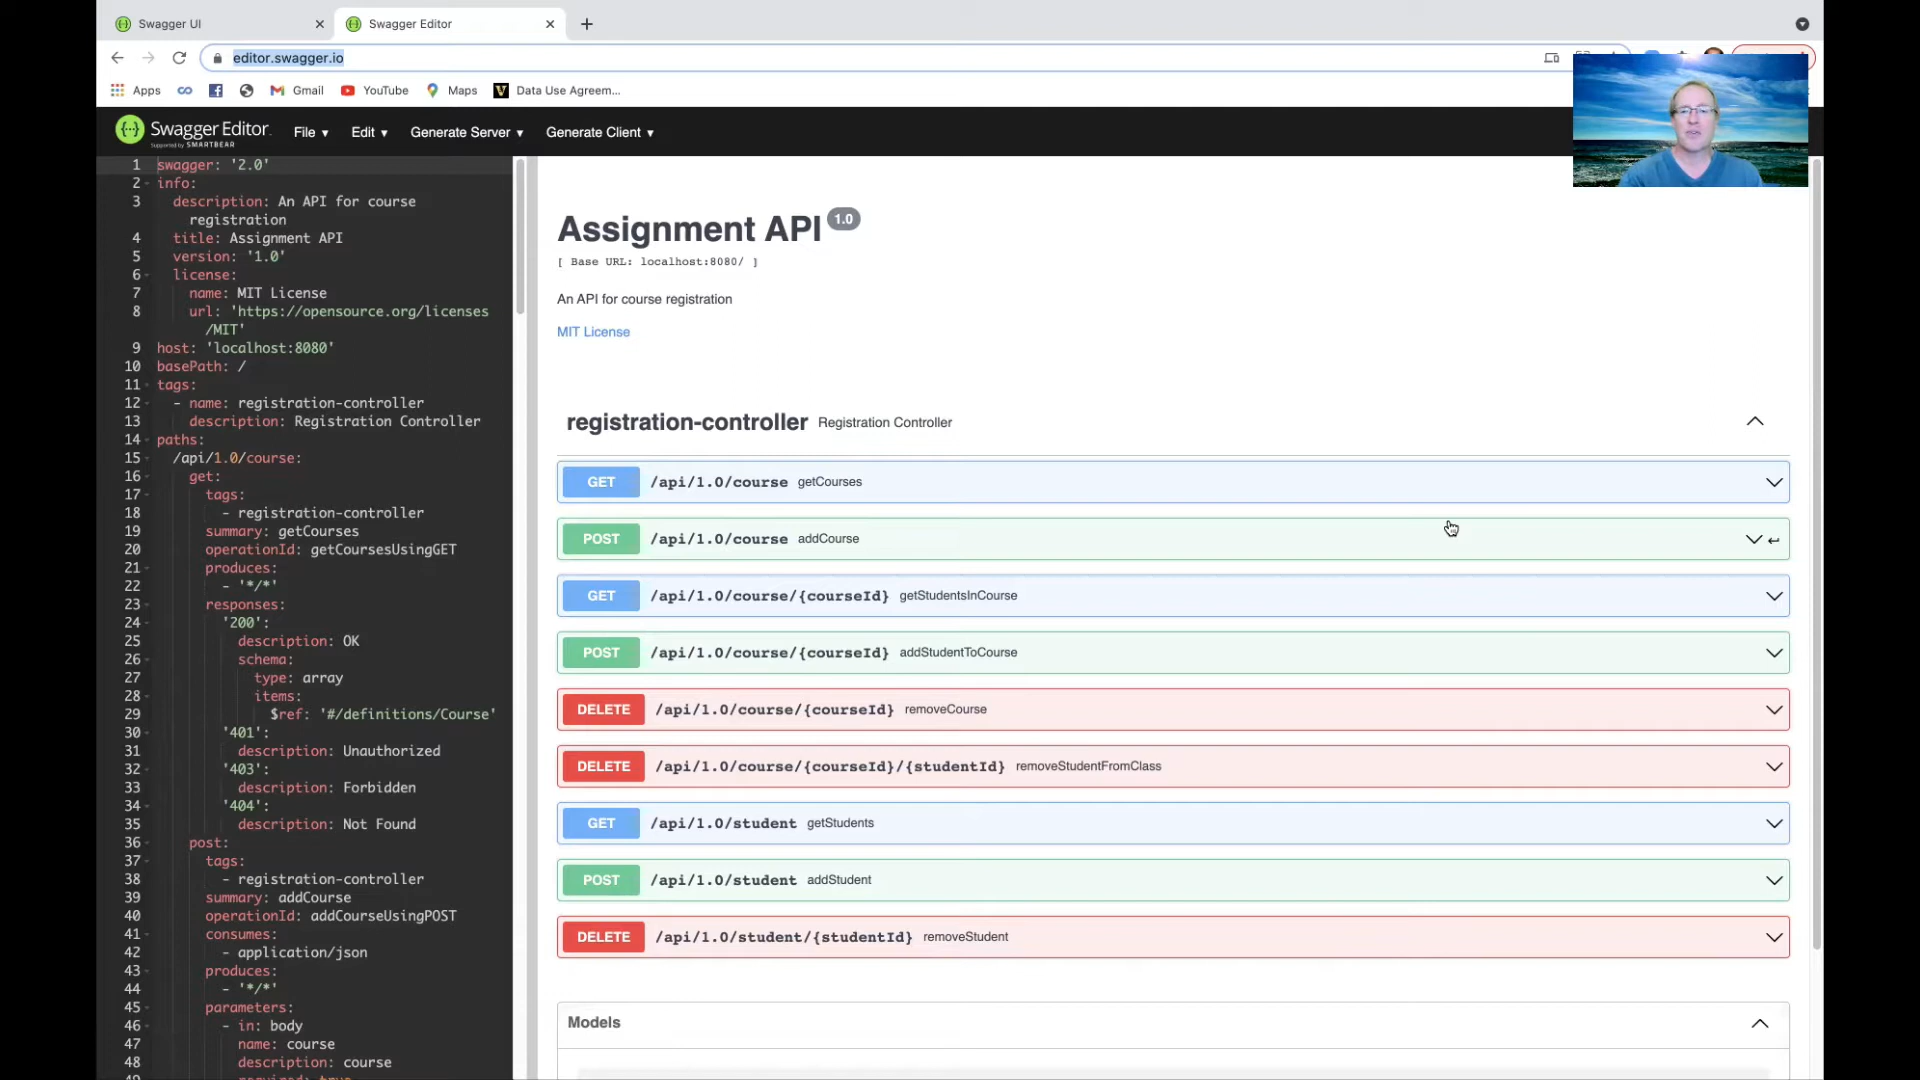 Swagger UI
Swagger Editor
editor.swagger.io
Apps
Gmail
YouTube
Maps
Data Use Agreem...
Swagger Editor.
Supported by SMARTBEAR
File
Edit
Generate Server
Generate Client
1 swagger: '2.0'
2 info:
3 description: An API for course
registration
4 title: Assignment API
5 version: '1.0'
6 license:
7 name: MIT License
8 url: 'https://opensource.org/licenses
/MIT'
9 host: 'localhost:8080'
10 basePath: /
11 tags:
12 - name: registration-controller
13 description: Registration Controller
14 paths:
15 /api/1.0/course:
16 get:
17 tags:
18 - registration-controller
19 summary: getCourses
20 operationId: getCoursesUsingGET
21 produces:
22 - '*/*'
23 responses:
24 '200':
25 description: OK
26 schema:
27 type: array
28 items:
29 $ref: '#/definitions/Course'
30 '401':
31 description: Unauthorized
32 '403':
33 description: Forbidden
34 '404':
35 description: Not Found
36 post:
37 tags:
38 - registration-controller
39 summary: addCourse
40 operationId: addCourseUsingPOST
41 consumes:
42 - application/json
43 produces:
44 - '*/*'
45 parameters:
46 - in: body
47 name: course
48 description: course
Assignment API 1.0
[ Base URL: localhost:8080/ ]
An API for course registration
MIT License
registration-controller Registration Controller
GET /api/1.0/course getCourses
POST /api/1.0/course addCourse
GET /api/1.0/course/{courseId} getStudentsInCourse
POST /api/1.0/course/{courseId} addStudentToCourse
DELETE /api/1.0/course/{courseId} removeCourse
DELETE /api/1.0/course/{courseId}/{studentId} removeStudentFromClass
GET /api/1.0/student getStudents
POST /api/1.0/student addStudent
DELETE /api/1.0/student/{studentId} removeStudent
Models